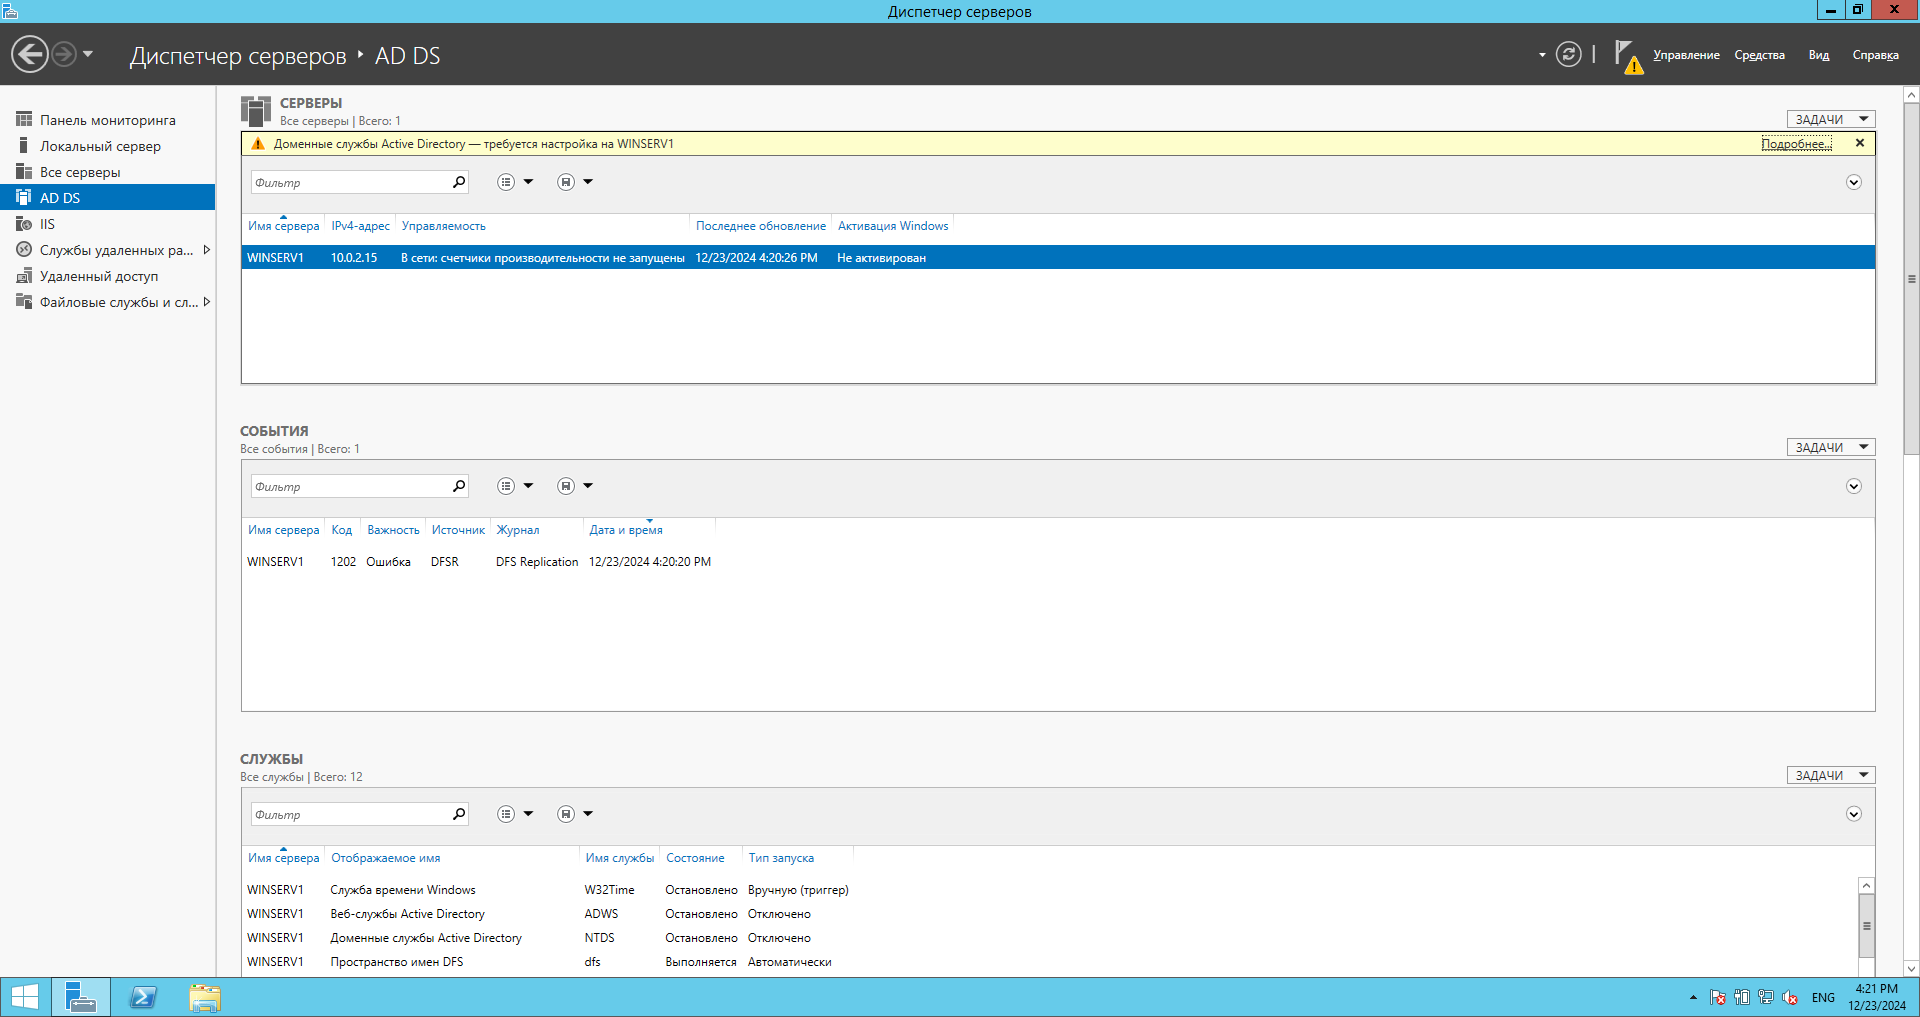 Диспетчер серверов
Диспетчер серверов ‣ AD DS
Управление Средства Вид Справка
Панель мониторинга
Локальный сервер
Все серверы
AD DS
IIS
Службы удаленных ра...
Удаленный доступ
Файловые службы и сл...
СЕРВЕРЫ
Все серверы | Всего: 1
ЗАДАЧИ
Доменные службы Active Directory — требуется настройка на WINSERV1 Подробнее...
Фильтр
Имя сервера IPv4-адрес Управляемость Последнее обновление Активация Windows
WINSERV1 10.0.2.15 В сети: счетчики производительности не запущены 12/23/2024 4:20:26 PM Не активирован
СОБЫТИЯ
Все события | Всего: 1
ЗАДАЧИ
Фильтр
Имя сервера Код Важность Источник Журнал Дата и время
WINSERV1 1202 Ошибка DFSR DFS Replication 12/23/2024 4:20:20 PM
СЛУЖБЫ
Все службы | Всего: 12
ЗАДАЧИ
Фильтр
Имя сервера Отображаемое имя Имя службы Состояние Тип запуска
WINSERV1 Служба времени Windows W32Time Остановлено Вручную (триггер)
WINSERV1 Веб-службы Active Directory ADWS Остановлено Отключено
WINSERV1 Доменные службы Active Directory NTDS Остановлено Отключено
WINSERV1 Пространство имен DFS dfs Выполняется Автоматически
ENG
4:21 PM
12/23/2024